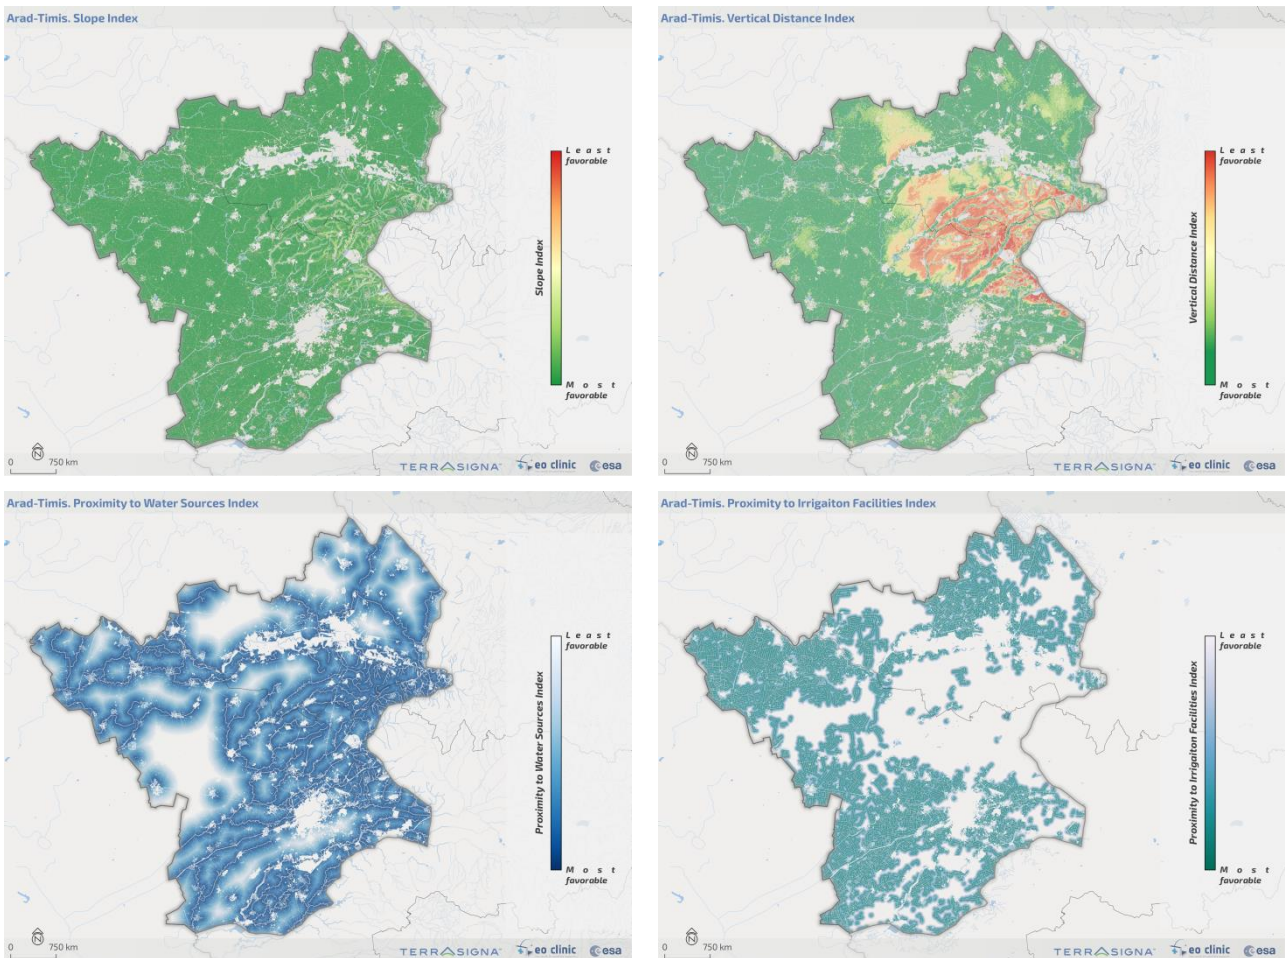 Arad-Timis. Slope Index
Least
favorable
Slope Index
Most
favorable
0 750 km
N
TERRASIGNA
eo clinic
esa
Arad-Timis. Vertical Distance Index
Least
favorable
Vertical Distance Index
Most
favorable
0 750 km
N
TERRASIGNA
eo clinic
esa
Arad-Timis. Proximity to Water Sources Index
Least
favorable
Proximity to Water Sources Index
Most
favorable
0 750 km
N
TERRASIGNA
eo clinic
esa
Arad-Timis. Proximity to Irrigaiton Facilities Index
Least
favorable
Proximity to Irrigaiton Facilities Index
Most
favorable
0 750 km
N
TERRASIGNA
eo clinic
esa